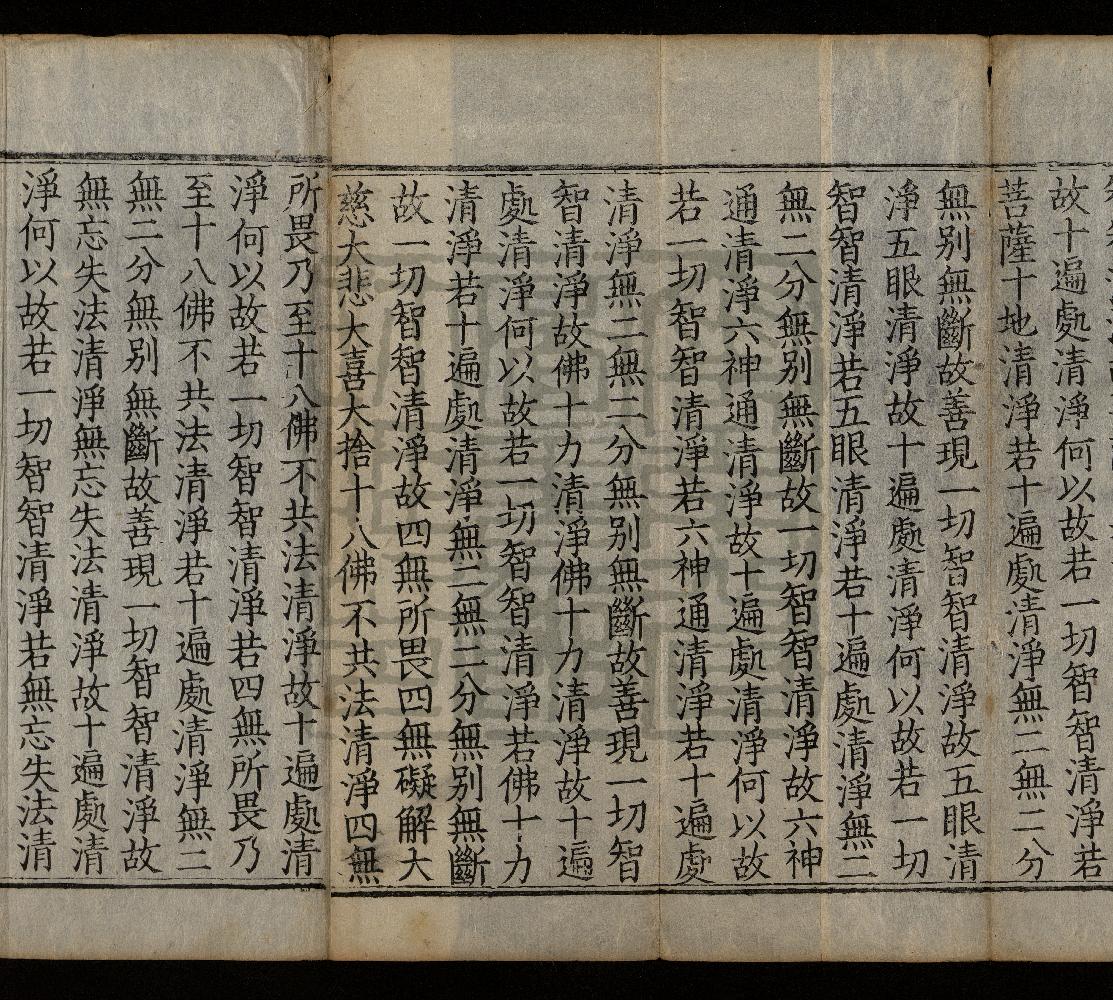 故十遍處清淨何以故若一切智智清淨若
菩薩十地清淨若十遍處清淨無二無二分
無別無斷故善現一切智智清淨故五眼清
淨五眼清淨故十遍處清淨何以故若一切
智智清淨若五眼清淨若十遍處清淨無二
無二分無別無斷故一切智智清淨故六神
通清淨六神通清淨故十遍處清淨何以故
若一切智智清淨若六神通清淨若十遍處
清淨無二無二分無別無斷故善現一切智
智清淨故佛十力清淨佛十力清淨故十遍
處清淨何以故若一切智智清淨若佛十力
清淨若十遍處清淨無二無二分無別無斷
故一切智智清淨故四無所畏四無礙解大
慈大悲大喜大捨十八佛不共法清淨四無
所畏乃至十八佛不共法清淨故十遍處清
淨何以故若一切智智清淨若四無所畏乃
至十八佛不共法清淨若十遍處清淨無二
無二分無別無斷故善現一切智智清淨故
無忘失法清淨無忘失法清淨故十遍處清
淨何以故若一切智智清淨若無忘失法清